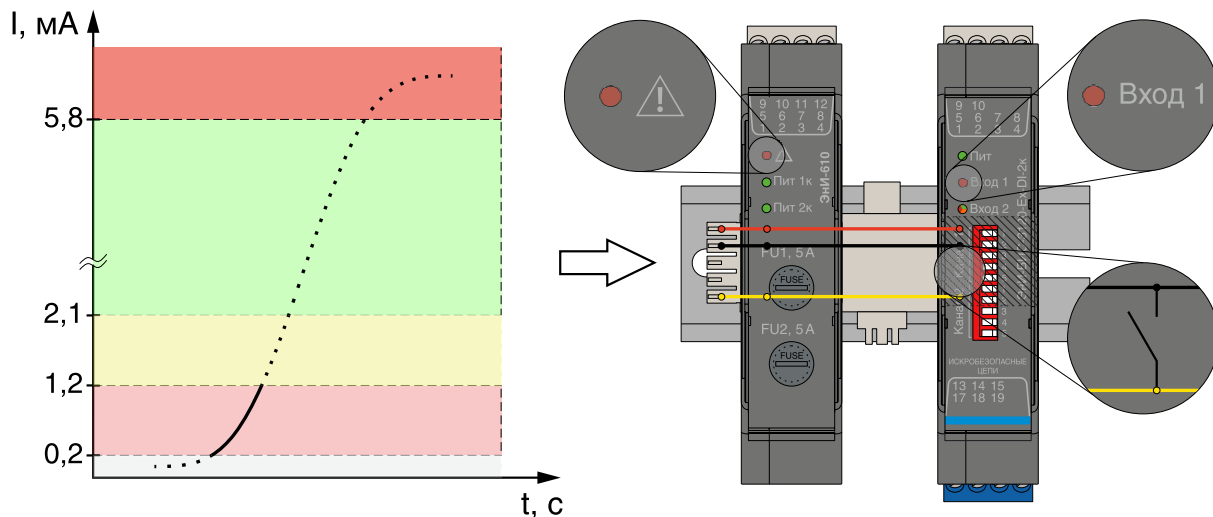 I, мА
5,8
2,1
1,2
0,2
t, с
Вход 1
9 10 11 12
5 6 7 8
1 2 3 4
Пит 1к
Пит 2к
ЭнИ-610
FU1, 5 А
FUSE
FU2, 5 А
FUSE
9 10
5 6 7 8
1 2 3 4
Пит
Вход 1
Вход 2
ИСКРОБЕЗОПАСНЫЕ
ЦЕПИ
13 14 15
17 18 19